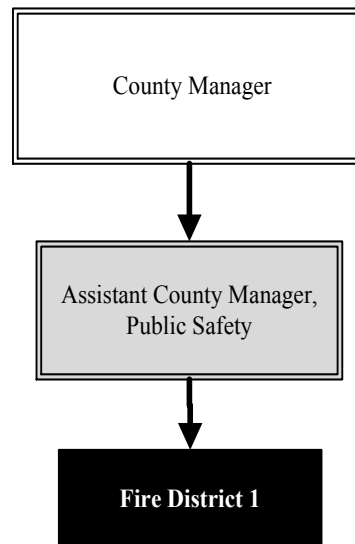 County Manager
Assistant County Manager,
Public Safety
Fire District 1